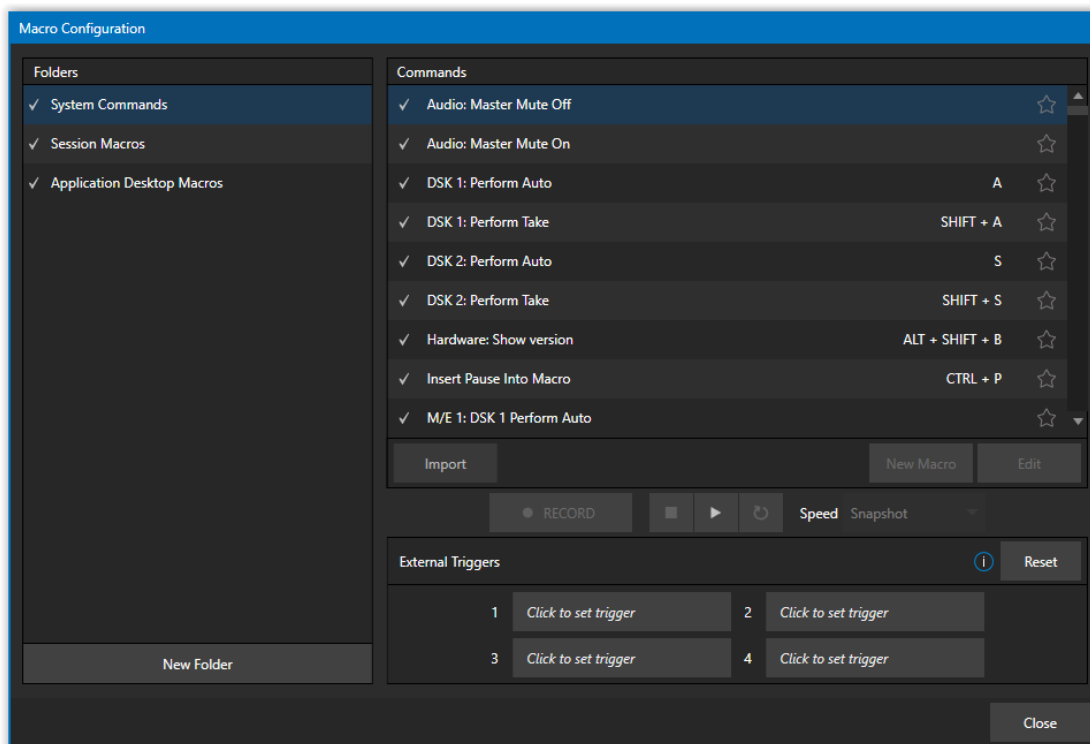 Macro Configuration
Folders
System Commands
Session Macros
Application Desktop Macros
New Folder
Commands
Audio: Master Mute Off
Audio: Master Mute On
DSK 1: Perform Auto A
DSK 1: Perform Take SHIFT + A
DSK 2: Perform Auto S
DSK 2: Perform Take SHIFT + S
Hardware: Show version ALT + SHIFT + B
Insert Pause Into Macro CTRL + P
M/E 1: DSK 1 Perform Auto
Import New Macro Edit
RECORD Speed Snapshot
External Triggers i Reset
1 Click to set trigger 2 Click to set trigger
3 Click to set trigger 4 Click to set trigger
Close